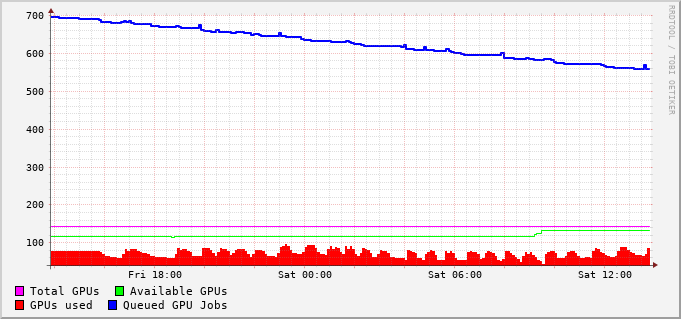 700
600
500
400
300
200
100
Fri 18:00 Sat 00:00 Sat 06:00 Sat 12:00
Total GPUs Available GPUs
GPUs used Queued GPU Jobs
RRDTOOL / TOBI OETIKER